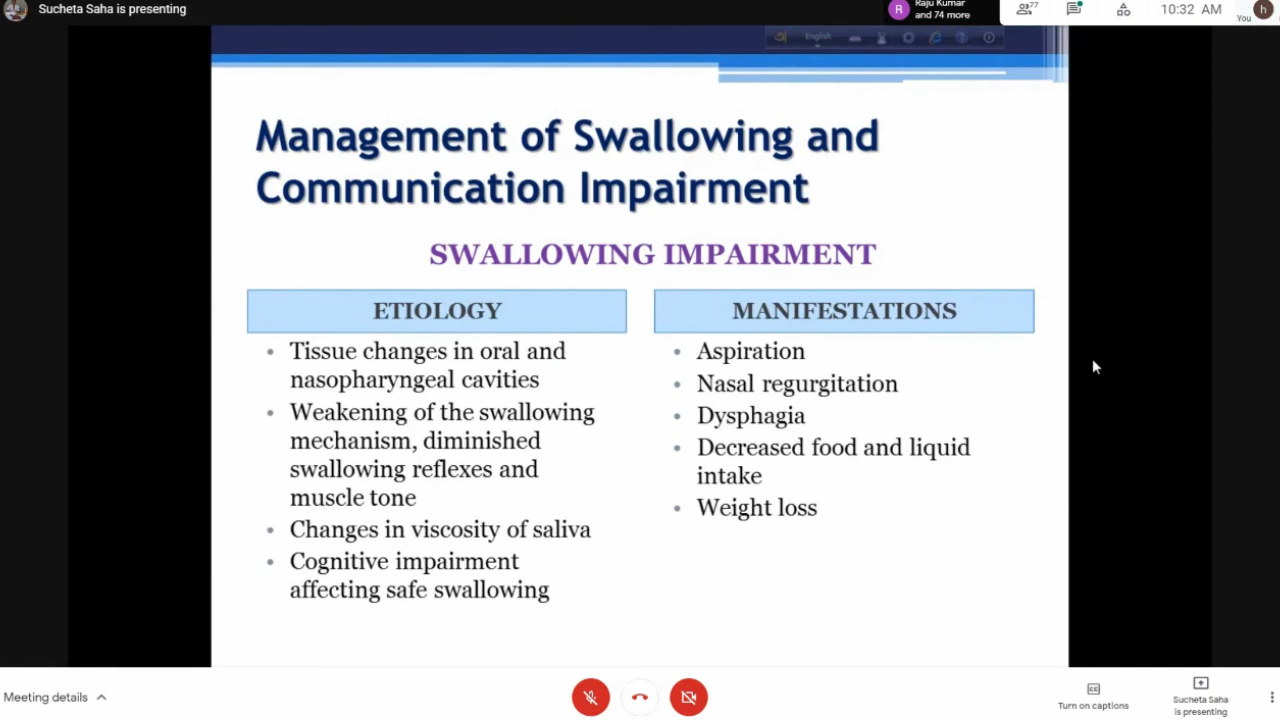 Sucheta Saha is presenting
R
Raju Kumar
and 74 more
77
10:32 AM
You
h
English
Management of Swallowing and
Communication Impairment
SWALLOWING IMPAIRMENT
ETIOLOGY
• Tissue changes in oral and
nasopharyngeal cavities
• Weakening of the swallowing
mechanism, diminished
swallowing reflexes and
muscle tone
• Changes in viscosity of saliva
• Cognitive impairment
affecting safe swallowing
MANIFESTATIONS
• Aspiration
• Nasal regurgitation
• Dysphagia
• Decreased food and liquid
intake
• Weight loss
Meeting details
Turn on captions
Sucheta Saha
is presenting